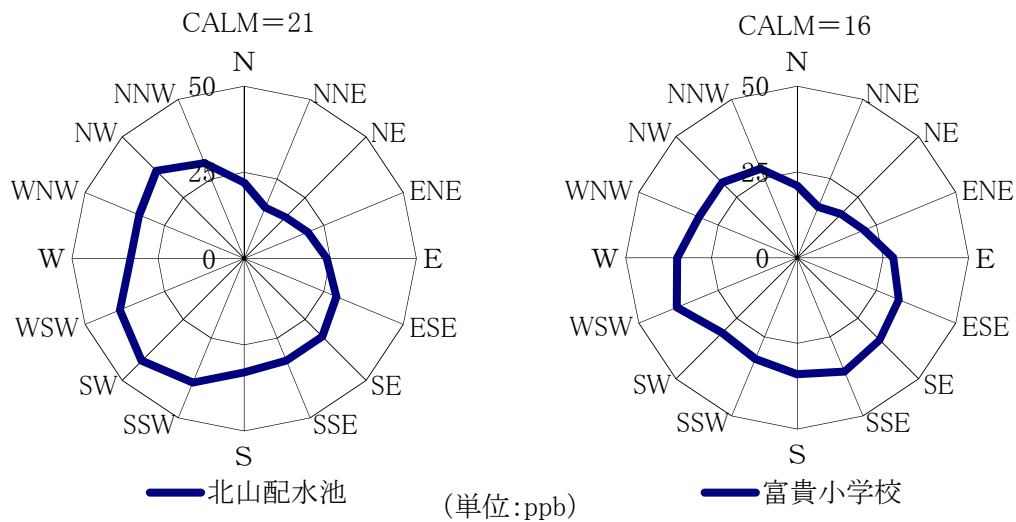 CALM＝21
N
NNE
NE
ENE
E
ESE
SE
SSE
S
SSW
SW
WSW
W
WNW
NW
NNW
50
25
0
北山配水池
CALM＝16
N
NNE
NE
ENE
E
ESE
SE
SSE
S
SSW
SW
WSW
W
WNW
NW
NNW
50
25
0
富貴小学校
（単位:ppb）